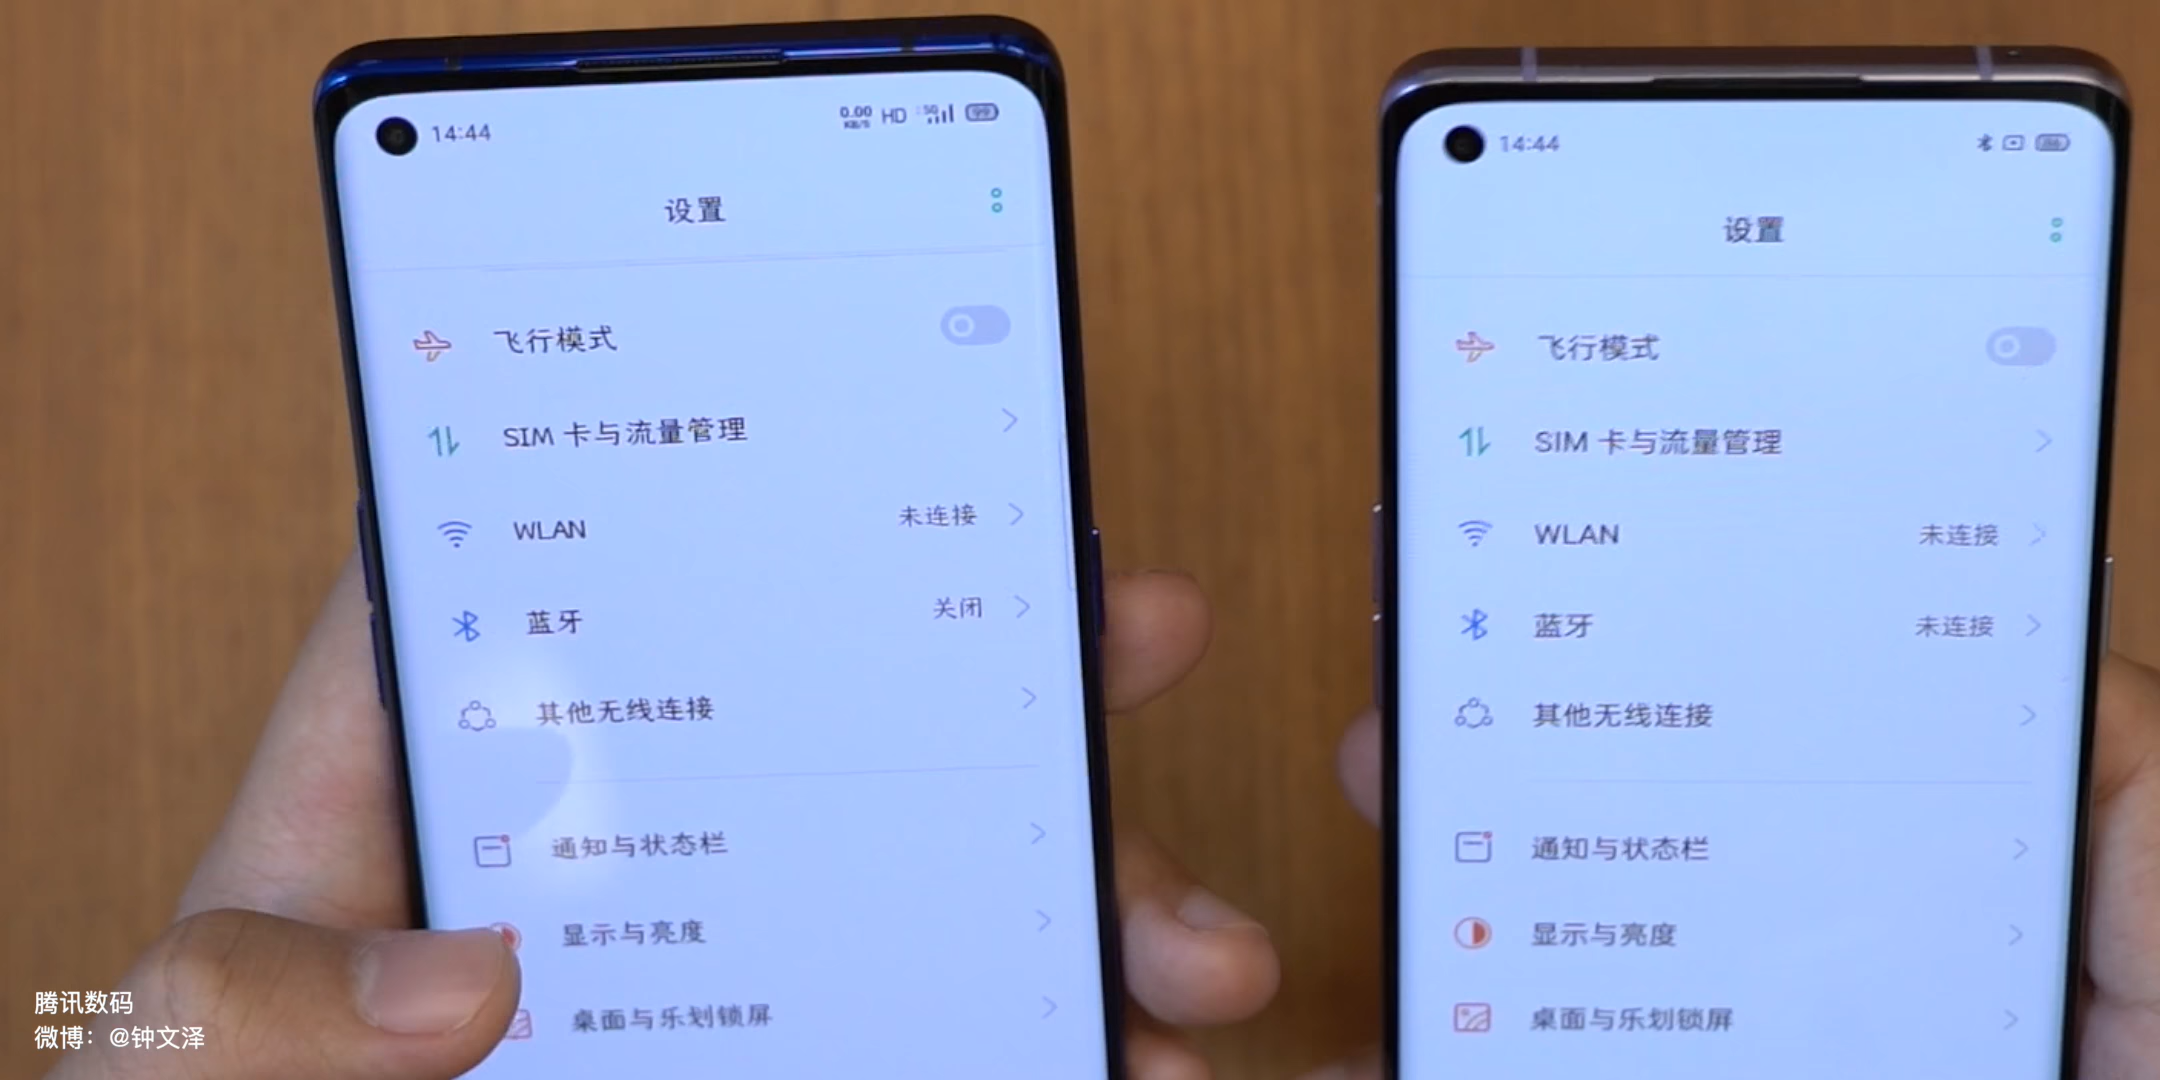 14:44
0.00
KB/S
HD
5G
99
设置
飞行模式
SIM 卡与流量管理
WLAN
未连接
蓝牙
关闭
其他无线连接
通知与状态栏
显示与亮度
桌面与乐划锁屏
14:44
设置
飞行模式
SIM 卡与流量管理
WLAN
未连接
蓝牙
未连接
其他无线连接
通知与状态栏
显示与亮度
桌面与乐划锁屏
腾讯数码
微博：@钟文泽